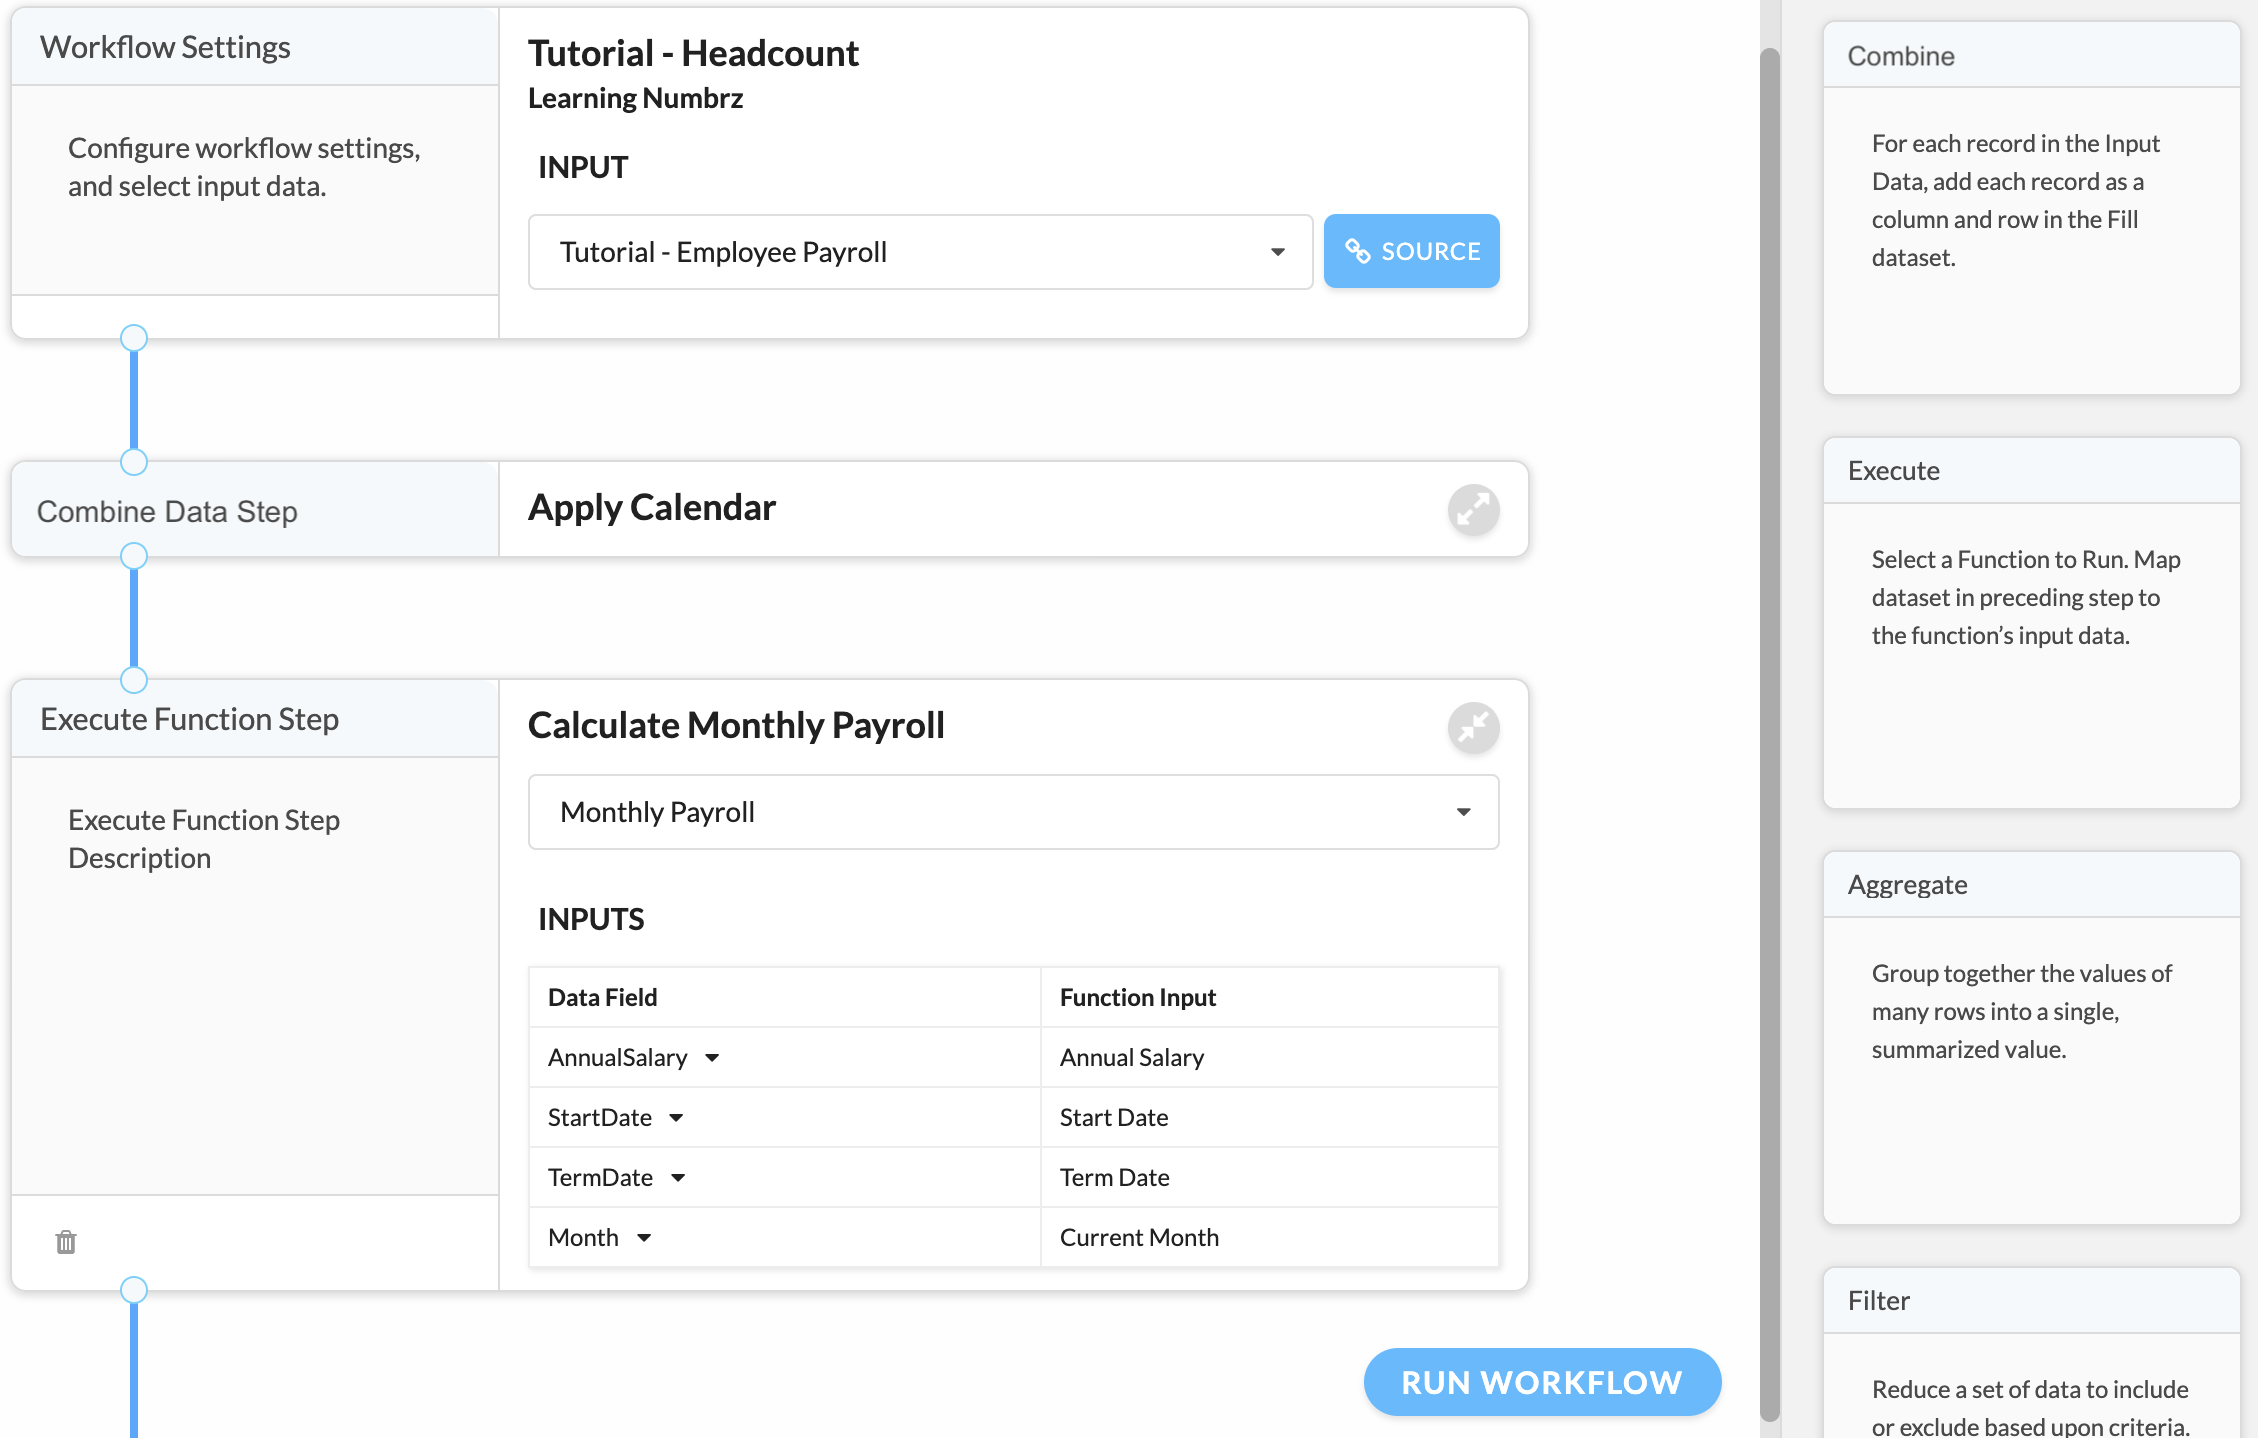 Workflow Settings
Configure workflow settings,
and select input data.
Tutorial - Headcount
Learning Numbrz
INPUT
Tutorial - Employee Payroll
SOURCE
Combine Data Step
Apply Calendar
Execute Function Step
Execute Function Step
Description
Calculate Monthly Payroll
Monthly Payroll
INPUTS
Data Field Function Input
AnnualSalary Annual Salary
StartDate Start Date
TermDate Term Date
Month Current Month
RUN WORKFLOW
Combine
For each record in the Input
Data, add each record as a
column and row in the Fill
dataset.
Execute
Select a Function to Run. Map
dataset in preceding step to
the function’s input data.
Aggregate
Group together the values of
many rows into a single,
summarized value.
Filter
Reduce a set of data to include
or exclude based upon criteria.